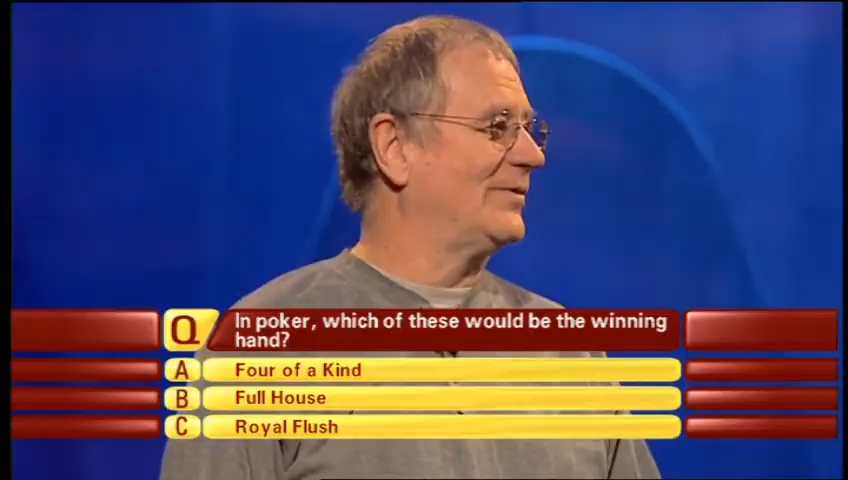 Q
In poker, which of these would be the winning
hand?
A Four of a Kind
B Full House
C Royal Flush